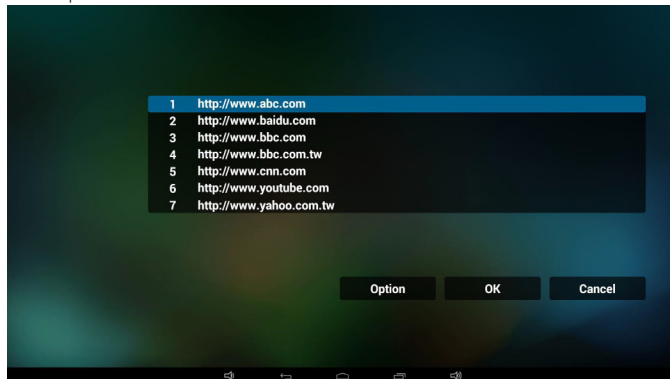 1 http://www.abc.com
2 http://www.baidu.com
3 http://www.bbc.com
4 http://www.bbc.com.tw
5 http://www.cnn.com
6 http://www.youtube.com
7 http://www.yahoo.com.tw
Option OK Cancel